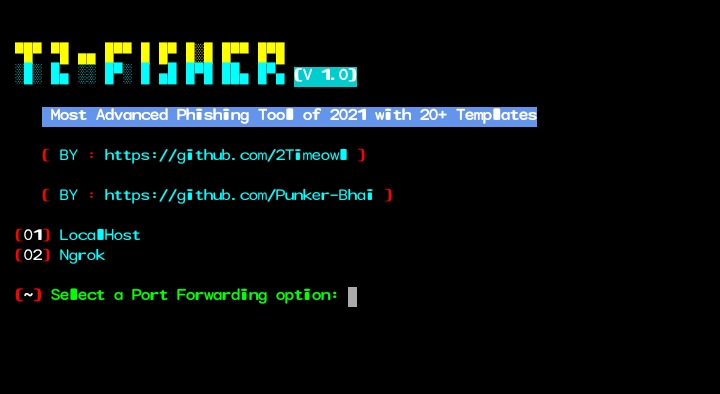 T2-FISHER (V 1.0)
Most Advanced Phishing Tool of 2021 with 20+ Templates
( BY : https://github.com/2Timeowl )
( BY : https://github.com/Punker-Bhai )
(01) LocalHost
(02) Ngrok
(~) Select a Port Forwarding option: